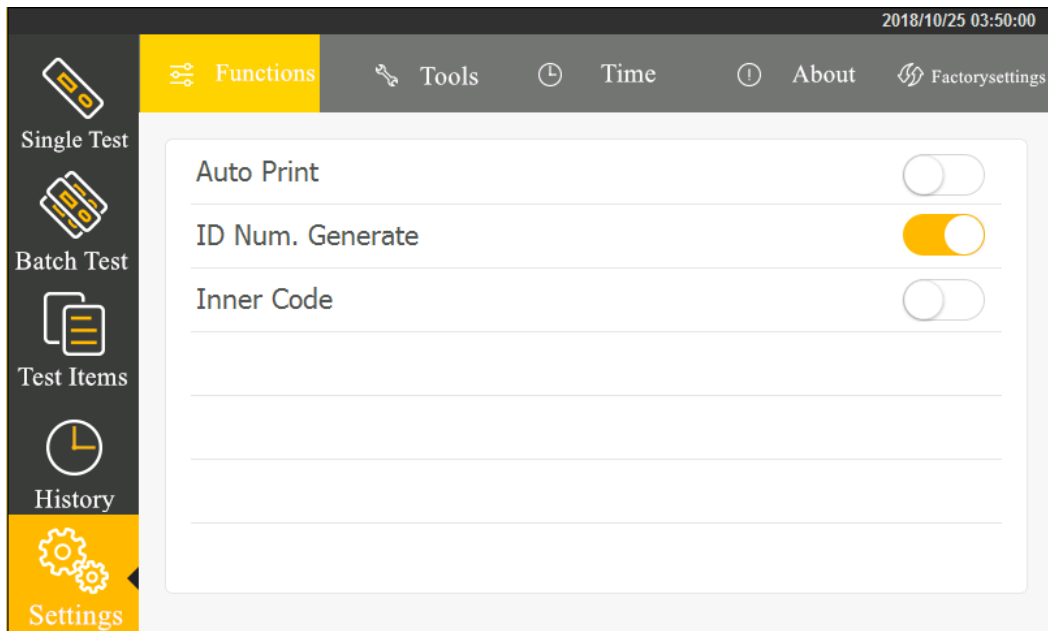 2018/10/25 03:50:00
Functions
Tools
Time
About
Factorysettings
Single Test
Batch Test
Test Items
History
Settings
Auto Print
ID Num. Generate
Inner Code